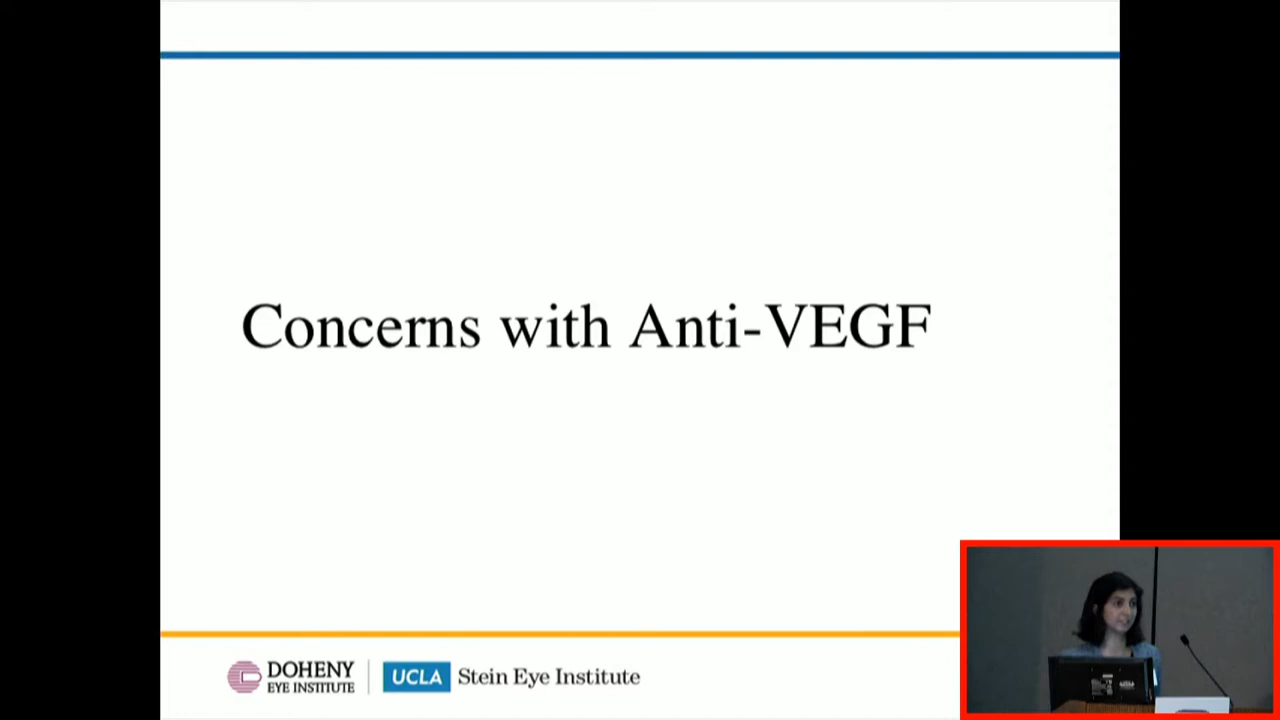 Concerns with Anti-VEGF
DOHENY
EYE INSTITUTE
UCLA
Stein Eye Institute